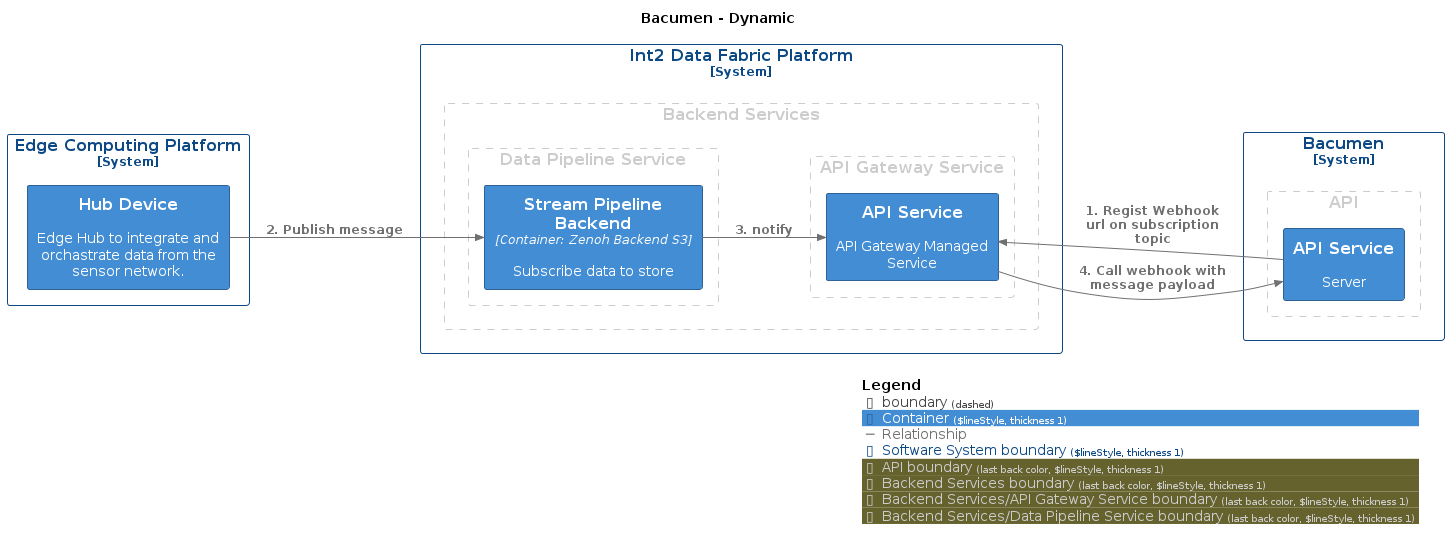 Bacumen - Dynamic
Int2 Data Fabric Platform
[System]
Backend Services
Edge Computing Platform
[System]
Hub Device
Edge Hub to integrate and
orchastrate data from the
sensor network.
2. Publish message
Data Pipeline Service
Stream Pipeline
Backend
[Container: Zenoh Backend S3]
Subscribe data to store
3. notify
API Gateway Service
API Service
API Gateway Managed
Service
1. Regist Webhook
url on subscription
topic
4. Call webhook with
message payload
Bacumen
[System]
API
API Service
Server
Legend
boundary (dashed)
Container ($lineStyle, thickness 1)
Relationship
Software System boundary ($lineStyle, thickness 1)
API boundary (last back color, $lineStyle, thickness 1)
Backend Services boundary (last back color, $lineStyle, thickness 1)
Backend Services/API Gateway Service boundary (last back color, $lineStyle, thickness 1)
Backend Services/Data Pipeline Service boundary (last back color, $lineStyle, thickness 1)